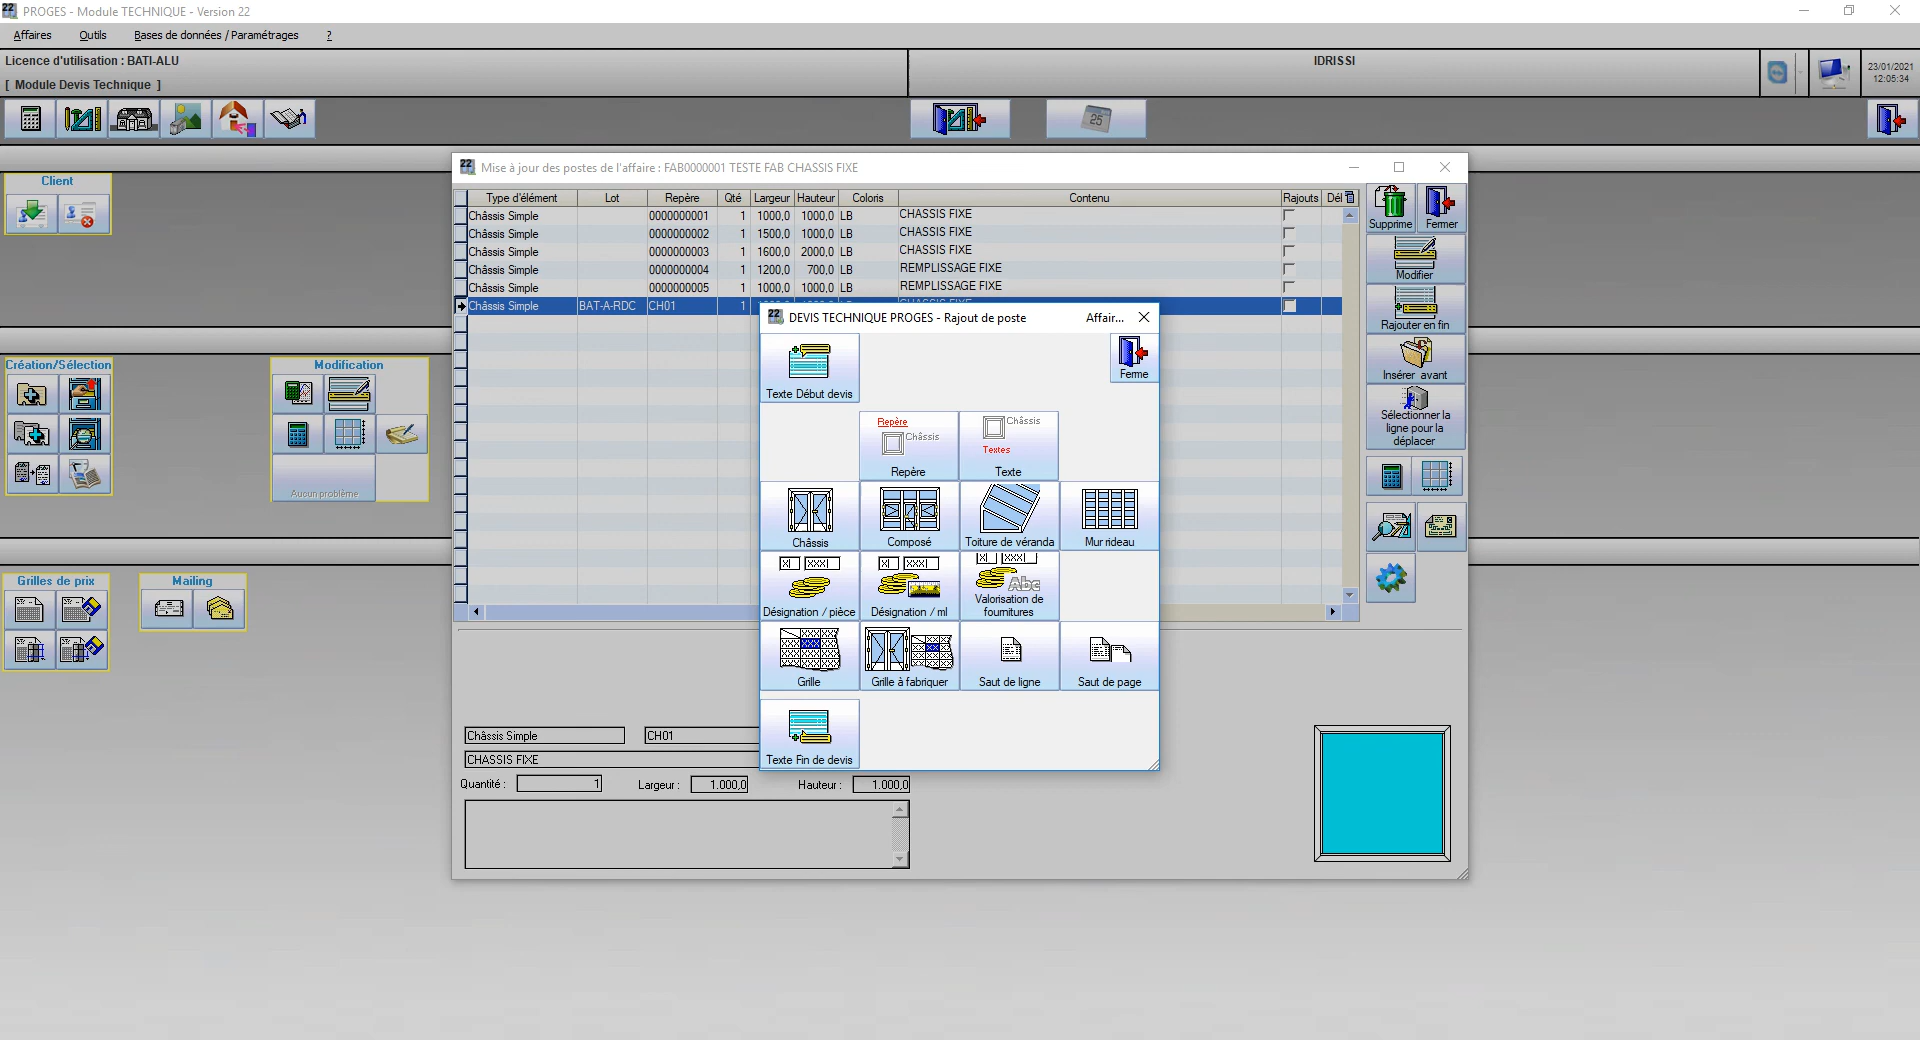 22 PROGES - Module TECHNIQUE - Version 22
Affaires Outils Bases de données / Paramétrages ?
Licence d'utilisation : BATI-ALU
IDRISSI
[ Module Devis Technique ]
23/01/2021
12:05:34
25
22 Mise à jour des postes de l'affaire : FAB0000001 TESTE FAB CHASSIS FIXE
Client
Type d'élément Lot Repère Qté Largeur Hauteur Coloris Contenu Rajouts Dél
Châssis Simple 0000000001 1 1000,0 1000,0 LB CHASSIS FIXE
Châssis Simple 0000000002 1 1500,0 1000,0 LB CHASSIS FIXE
Châssis Simple 0000000003 1 1600,0 2000,0 LB CHASSIS FIXE
Châssis Simple 0000000004 1 1200,0 700,0 LB REMPLISSAGE FIXE
Châssis Simple 0000000005 1 1000,0 1000,0 LB REMPLISSAGE FIXE
Châssis Simple BAT-A-RDC CH01 1
Supprime Fermer
Modifier
Rajouter en fin
Insérer avant
Sélectionner la
ligne pour la
déplacer
22 DEVIS TECHNIQUE PROGES - Rajout de poste Affair...
Texte Début devis
Ferme
Repère
Châssis
Repère
Châssis
Textes
Texte
Châssis
Composé
Toiture de véranda
Mur rideau
X XXX
Désignation / pièce
X XXX
Désignation / ml
X XXX
Abc
Valorisation de
fournitures
Grille
Grille à fabriquer
Saut de ligne
Saut de page
Texte Fin de devis
Création/Sélection
Modification
Aucun problème
Grilles de prix
Mailing
Châssis Simple CH01
CHASSIS FIXE
Quantité : 1 Largeur : 1.000,0 Hauteur : 1.000,0